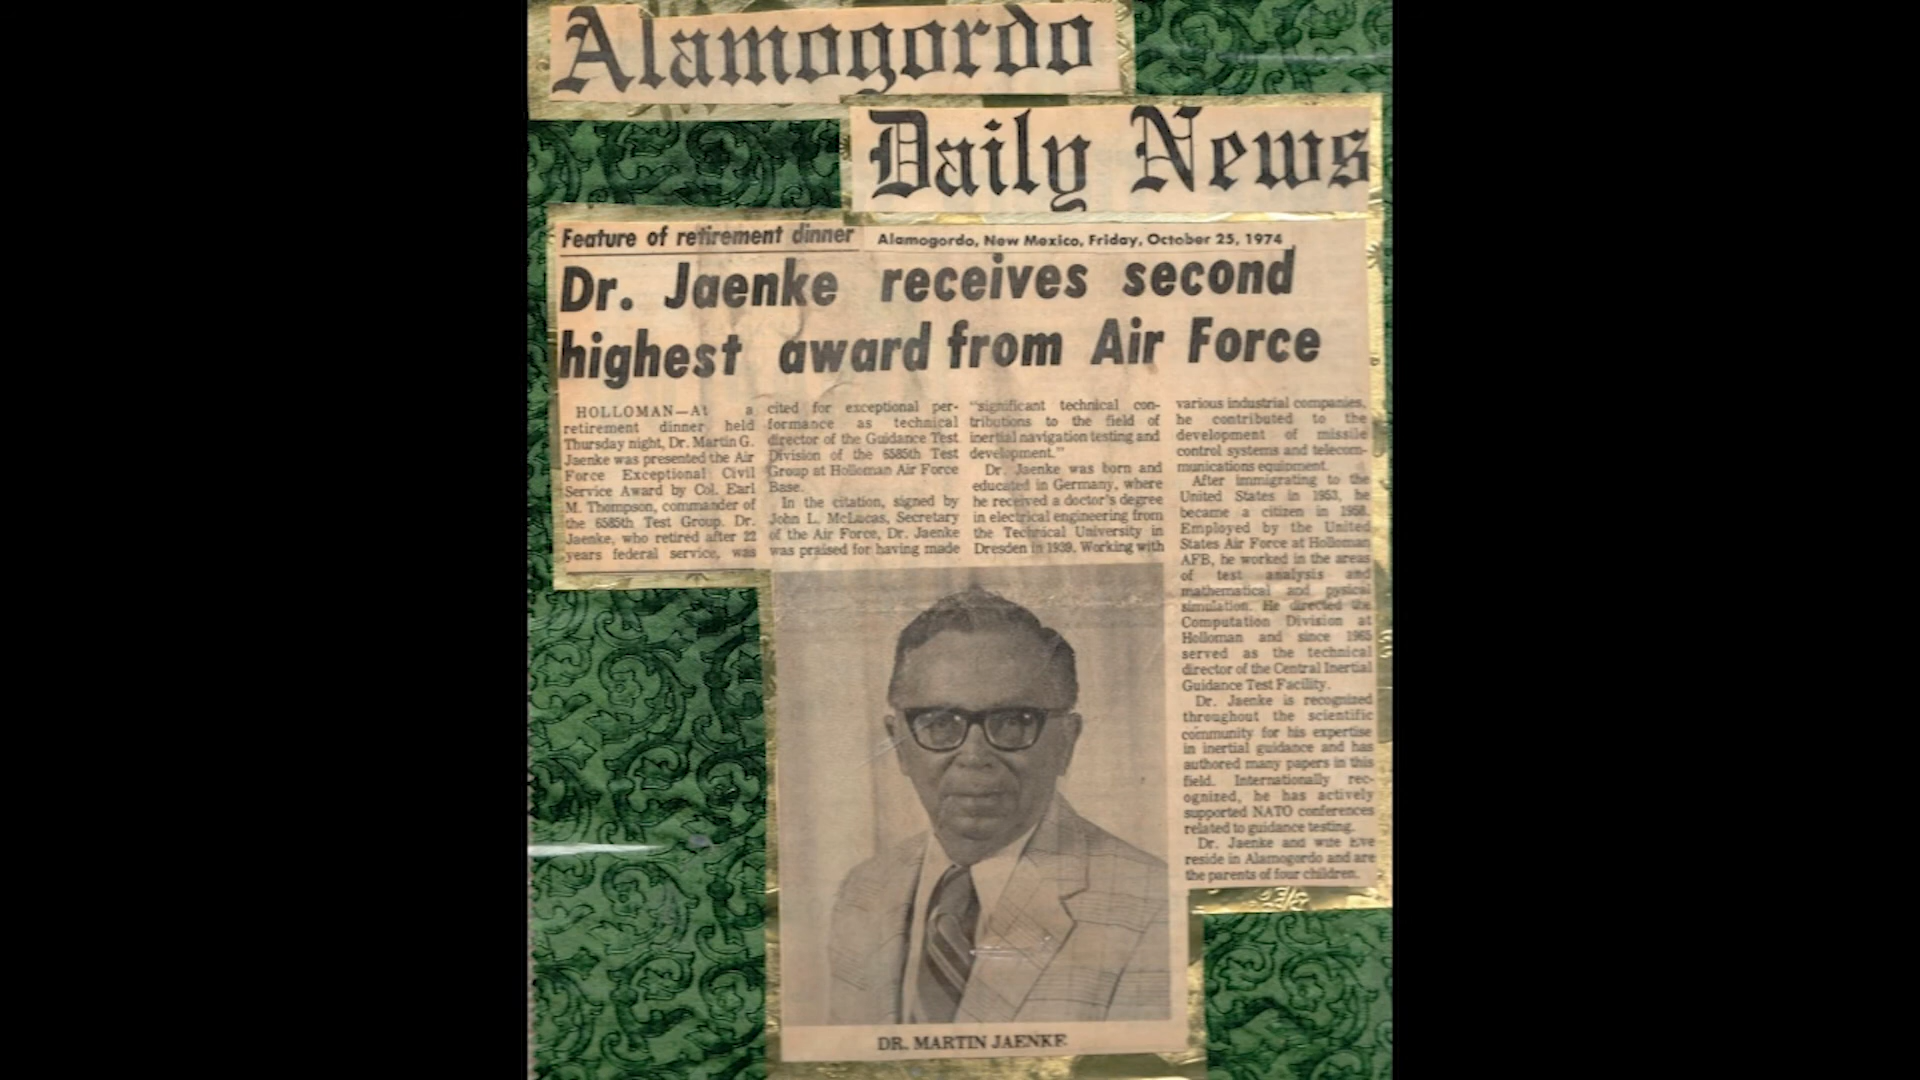 Alamogordo
Daily News
Feature of retirement dinner
Alamogordo, New Mexico, Friday, October 25, 1974
Dr. Jaenke receives second
highest award from Air Force
HOLLOMAN—At a
retirement dinner held
Thursday night, Dr. Martin G.
Jaenke was presented the Air
Force Exceptional Civil
Service Award by Col. Earl
M. Thompson, commander of
the 6585th Test Group. Dr.
Jaenke, who retired after 22
years federal service, was
cited for exceptional per-
formance as technical
director of the Guidance Test
Division of the 6585th Test
Group at Holloman Air Force
Base.
In the citation, signed by
John L. McLucas, Secretary
of the Air Force, Dr. Jaenke
was praised for having made
"significant technical con-
tributions to the field of
inertial navigation testing and
development."
Dr. Jaenke was born and
educated in Germany, where
he received a doctor's degree
in electrical engineering from
the Technical University in
Dresden in 1939. Working with
various industrial companies,
he contributed to the
development of missile
control systems and telecom-
munications equipment.
After immigrating to the
United States in 1953, he
became a citizen in 1958.
Employed by the United
States Air Force at Holloman
AFB, he worked in the areas
of test analysis and
mathematical and pysical
simulation. He directed the
Computation Division at
Holloman and since 1965
served as the technical
director of the Central Inertial
Guidance Test Facility.
Dr. Jaenke is recognized
throughout the scientific
community for his expertise
in inertial guidance and has
authored many papers in this
field. Internationally rec-
ognized, he has actively
supported NATO conferences
related to guidance testing.
Dr. Jaenke and wife Eve
reside in Alamogordo and are
the parents of four children.
DR. MARTIN JAENKE